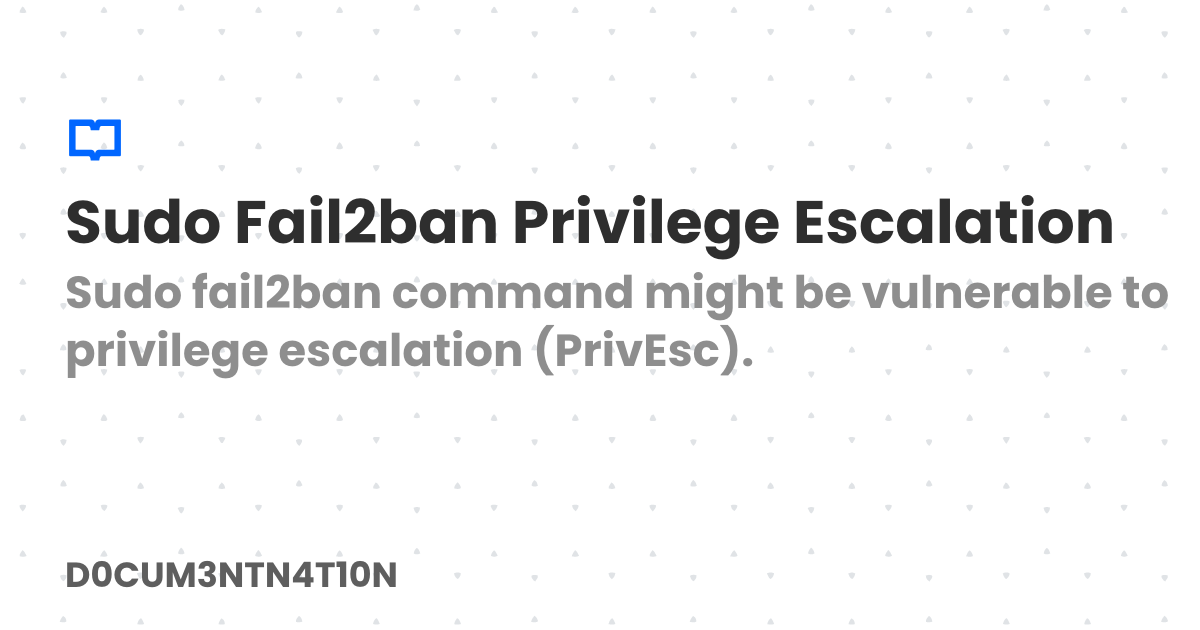 Sudo Fail2ban Privilege Escalation
Sudo fail2ban command might be vulnerable to
privilege escalation (PrivEsc).
D0CUM3NTN4T10N